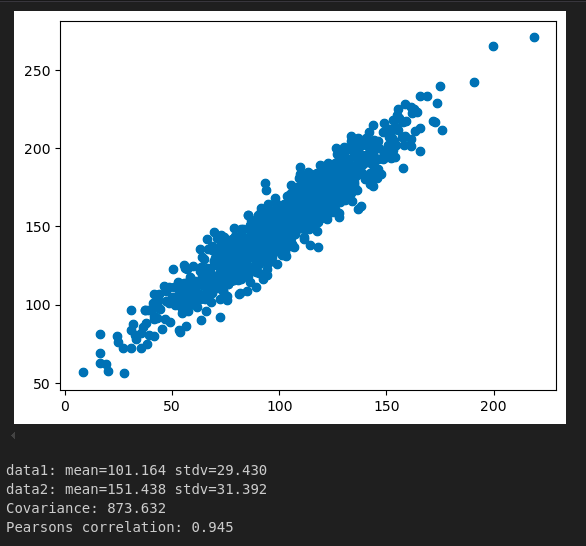 250
200
150
100
50
0 50 100 150 200
data1: mean=101.164 stdv=29.430
data2: mean=151.438 stdv=31.392
Covariance: 873.632
Pearsons correlation: 0.945